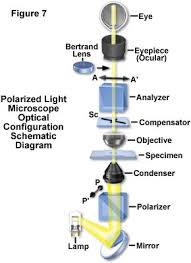 Figure 7
Eye
Bertrand
Lens
Eyepiece
(Ocular)
A
A'
Analyzer
Polarized Light
Microscope
Optical
Configuration
Schematic
Diagram
Sc
Compensator
Objective
Specimen
Condenser
P
P'
Polarizer
Lamp
Mirror